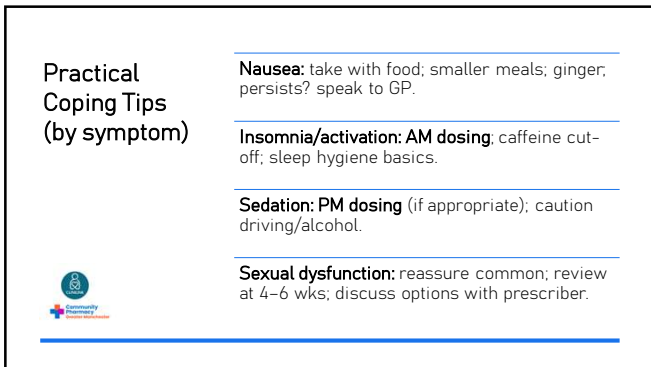 Practical
Coping Tips
(by symptom)
Nausea: take with food; smaller meals; ginger;
persists? speak to GP.
Insomnia/activation: AM dosing; caffeine cut-
off; sleep hygiene basics.
Sedation: PM dosing (if appropriate); caution
driving/alcohol.
Sexual dysfunction: reassure common; review
at 4–6 wks; discuss options with prescriber.
Community
Pharmacy
Greater Manchester